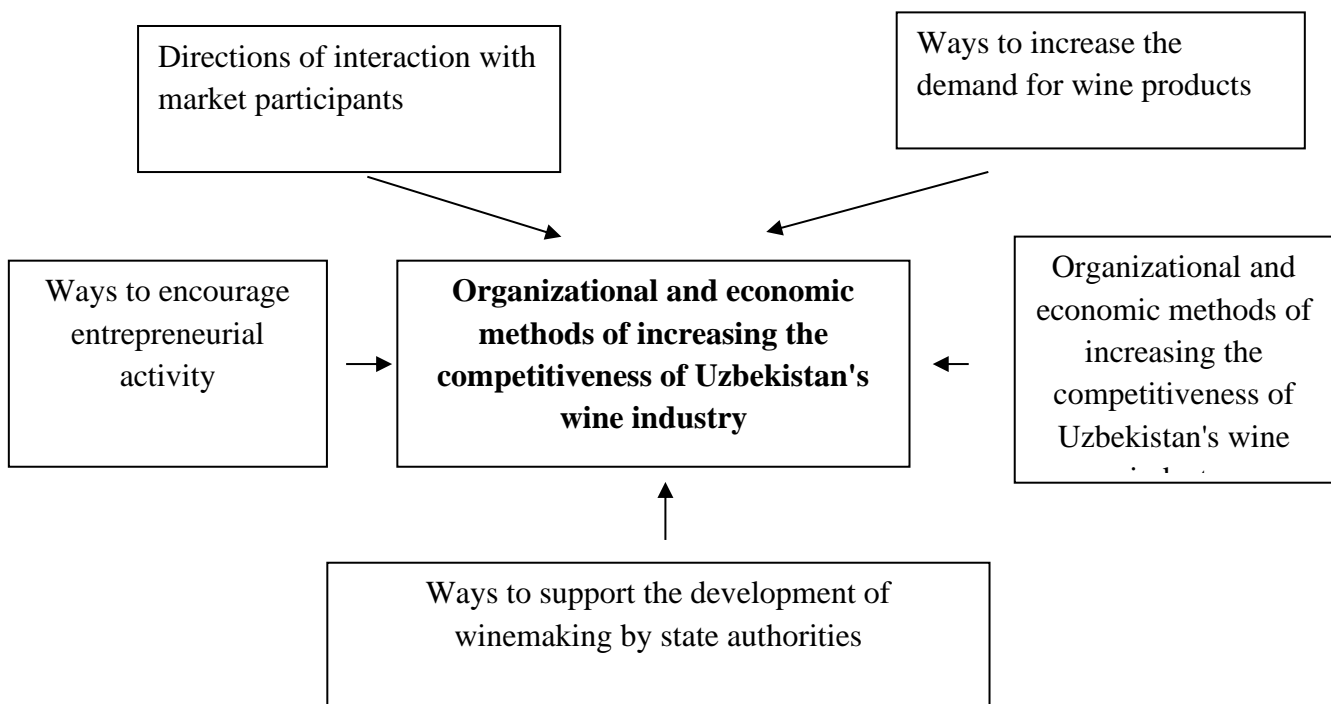 Directions of interaction with
market participants
Ways to increase the
demand for wine products
Ways to encourage
entrepreneurial
activity
Organizational and economic
methods of increasing the
competitiveness of Uzbekistan's
wine industry
Organizational and
economic methods of
increasing the
competitiveness of
Uzbekistan's wine
Ways to support the development of
winemaking by state authorities